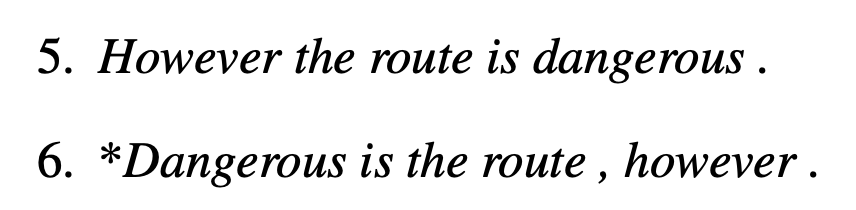 5. However the route is dangerous .
6. *Dangerous is the route , however .